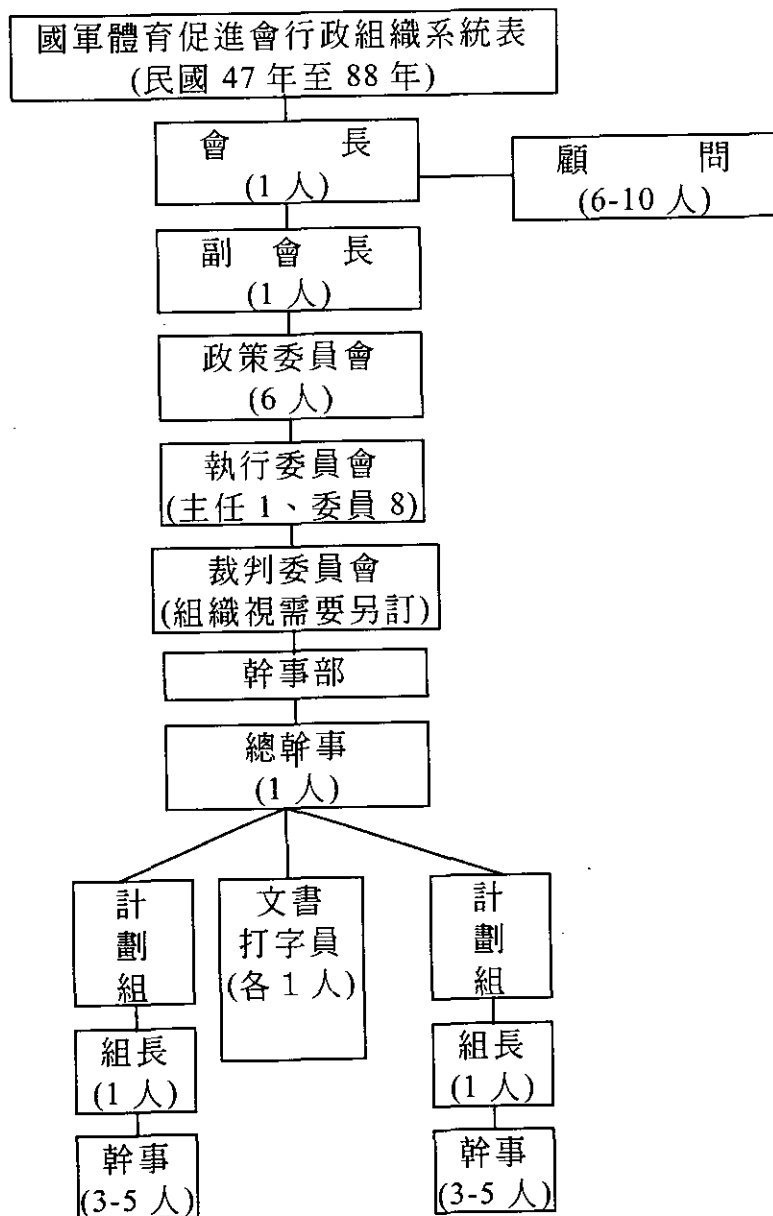 國軍體育促進會行政組織系統表
(民國 47 年至 88 年)
會長
(1 人)
顧問
(6-10 人)
副會長
(1 人)
政策委員會
(6 人)
執行委員會
(主任 1、委員 8)
裁判委員會
(組織視需要另訂)
幹事部
總幹事
(1 人)
計劃組
文書
打字員
(各 1 人)
計劃組
組長
(1 人)
組長
(1 人)
幹事
(3-5 人)
幹事
(3-5 人)